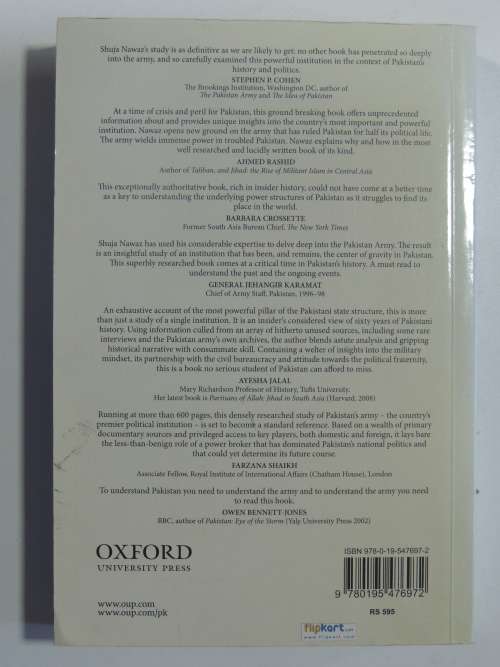 Shuja Nawaz's study is as definitive as we are likely to get; no other book has penetrated so deeply
into the army, and so carefully examined this powerful institution in the context of Pakistan's
history and politics.
STEPHEN P. COHEN
The Brookings Institution, Washington DC, author of
The Pakistan Army and The Idea of Pakistan
At a time of crisis and peril for Pakistan, this ground breaking book offers unprecedented
information about and provides unique insights into the country's most important and powerful
institution. Nawaz opens new ground on the army that has ruled Pakistan for half its political life.
The army wields immense power in troubled Pakistan. Nawaz explains why and how in the most
well researched and lucidly written book of its kind.
AHMED RASHID
Author of Taliban, and Jihad: the Rise of Militant Islam in Central Asia
This exceptionally authoritative book, rich in insider history, could not have come at a better time
as a key to understanding the underlying power structures of Pakistan as it struggles to find its
place in the world.
BARBARA CROSSETTE
Former South Asia Bureau Chief, The New York Times
Shuja Nawaz has used his considerable expertise to delve deep into the Pakistan Army. The result
is an insightful study of an institution that has been, and remains, the center of gravity in Pakistan.
This superbly researched book comes at a critical time in Pakistan's history. A must read to
understand the past and the ongoing events.
GENERAL JEHANGIR KARAMAT
Chief of Army Staff, Pakistan, 1996–98
An exhaustive account of the most powerful pillar of the Pakistani state structure, this is more
than just a study of a single institution. It is an insider's considered view of sixty years of Pakistani
history. Using information culled from an array of hitherto unused sources, including some rare
interviews and the Pakistan army's own archives, the author blends astute analysis and gripping
historical narrative with consummate skill. Containing a welter of insights into the military
mindset, its partnership with the civil bureaucracy and attitude towards the political fraternity,
this is a book no serious student of Pakistan can afford to miss.
AYESHA JALAL
Mary Richardson Professor of History, Tufts University.
Her latest book is Partisans of Allah: Jihad in South Asia (Harvard, 2008)
Running at more than 600 pages, this densely researched study of Pakistan's army – the country's
premier political institution – is set to become a standard reference. Based on a wealth of primary
documentary sources and privileged access to key players, both domestic and foreign, it lays bare
the less-than-benign role of a power broker that has dominated Pakistan's national politics and
that could yet determine its future course.
FARZANA SHAIKH
Associate Fellow, Royal Institute of International Affairs (Chatham House), London
To understand Pakistan you need to understand the army and to understand the army you need
to read this book.
OWEN BENNETT-JONES
BBC, author of Pakistan: Eye of the Storm (Yale University Press 2002)
OXFORD
UNIVERSITY PRESS
www.oup.com
www.oup.com/pk
ISBN 978-0-19-547697-2
9 780195 476972
RS 595
flipkart.com
www.flipkart.com